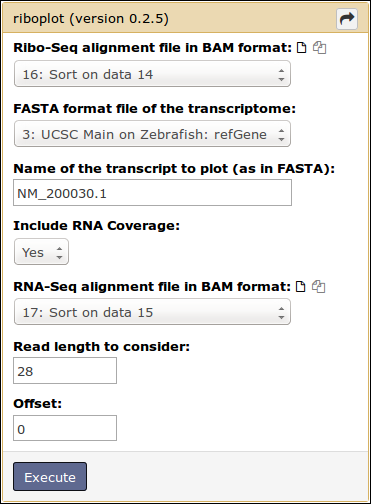 riboplot (version 0.2.5)
Ribo-Seq alignment file in BAM format:
16: Sort on data 14
FASTA format file of the transcriptome:
3: UCSC Main on Zebrafish: refGene
Name of the transcript to plot (as in FASTA):
NM_200030.1
Include RNA Coverage:
Yes
RNA-Seq alignment file in BAM format:
17: Sort on data 15
Read length to consider:
28
Offset:
0
Execute